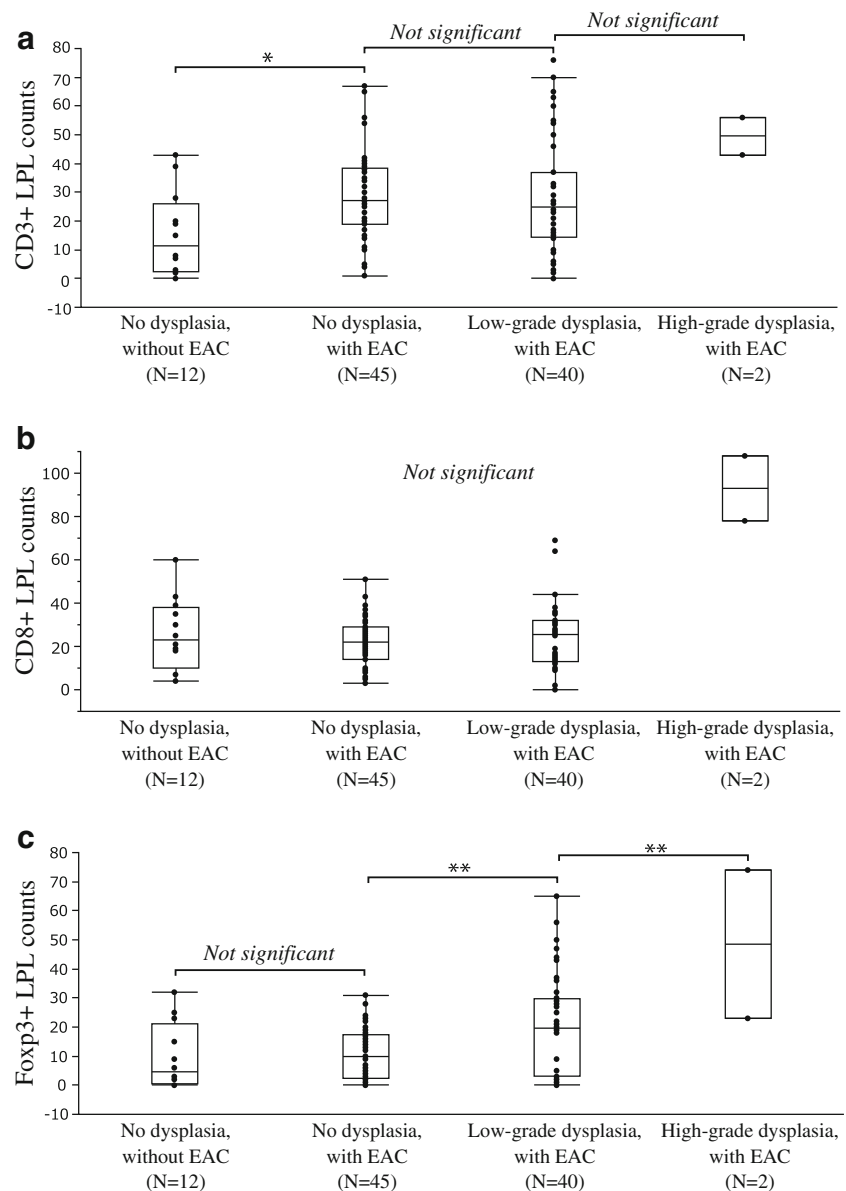 a
Not significant
Not significant
*
80
70
60
50
40
30
20
10
0
-10
CD3+ LPL counts
No dysplasia,
without EAC
(N=12)
No dysplasia,
with EAC
(N=45)
Low-grade dysplasia,
with EAC
(N=40)
High-grade dysplasia,
with EAC
(N=2)
b
Not significant
100
80
60
40
20
0
CD8+ LPL counts
No dysplasia,
without EAC
(N=12)
No dysplasia,
with EAC
(N=45)
Low-grade dysplasia,
with EAC
(N=40)
High-grade dysplasia,
with EAC
(N=2)
c
**
**
Not significant
80
70
60
50
40
30
20
10
0
-10
Foxp3+ LPL counts
No dysplasia,
without EAC
(N=12)
No dysplasia,
with EAC
(N=45)
Low-grade dysplasia,
with EAC
(N=40)
High-grade dysplasia,
with EAC
(N=2)